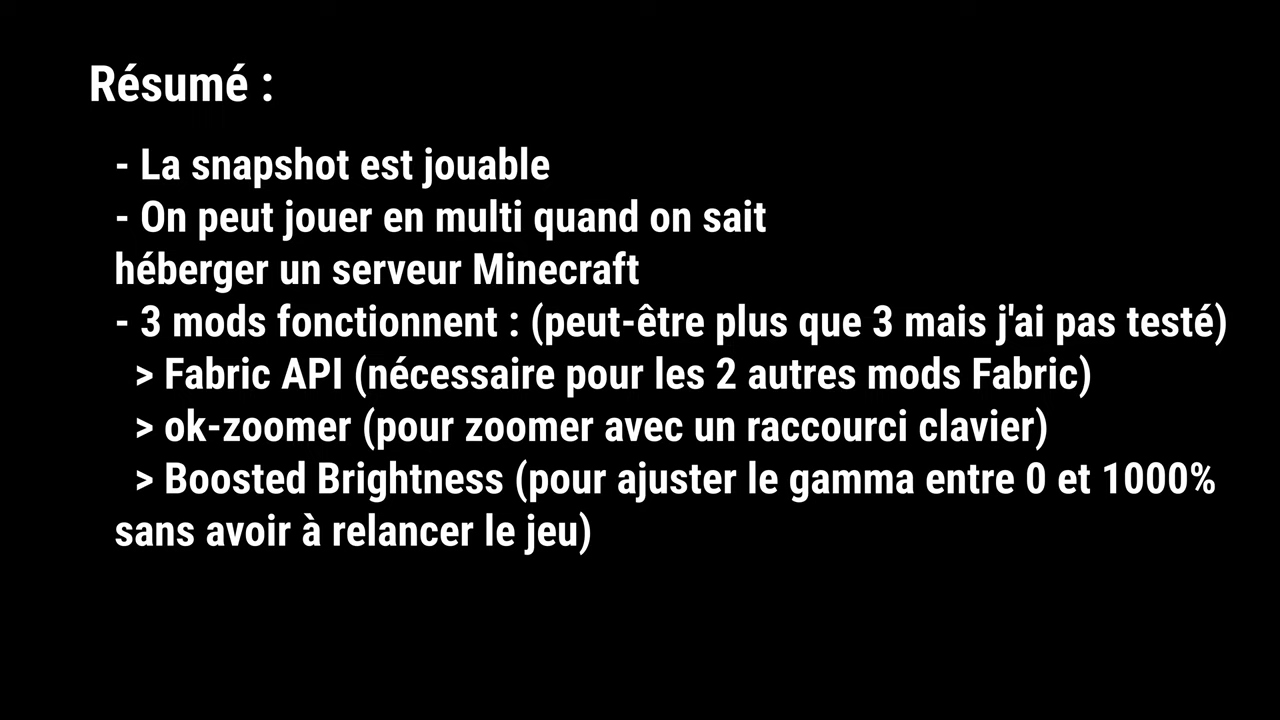 Résumé :
- La snapshot est jouable
- On peut jouer en multi quand on sait
héberger un serveur Minecraft
- 3 mods fonctionnent : (peut-être plus que 3 mais j'ai pas testé)
> Fabric API (nécessaire pour les 2 autres mods Fabric)
> ok-zoomer (pour zoomer avec un raccourci clavier)
> Boosted Brightness (pour ajuster le gamma entre 0 et 1000%
sans avoir à relancer le jeu)